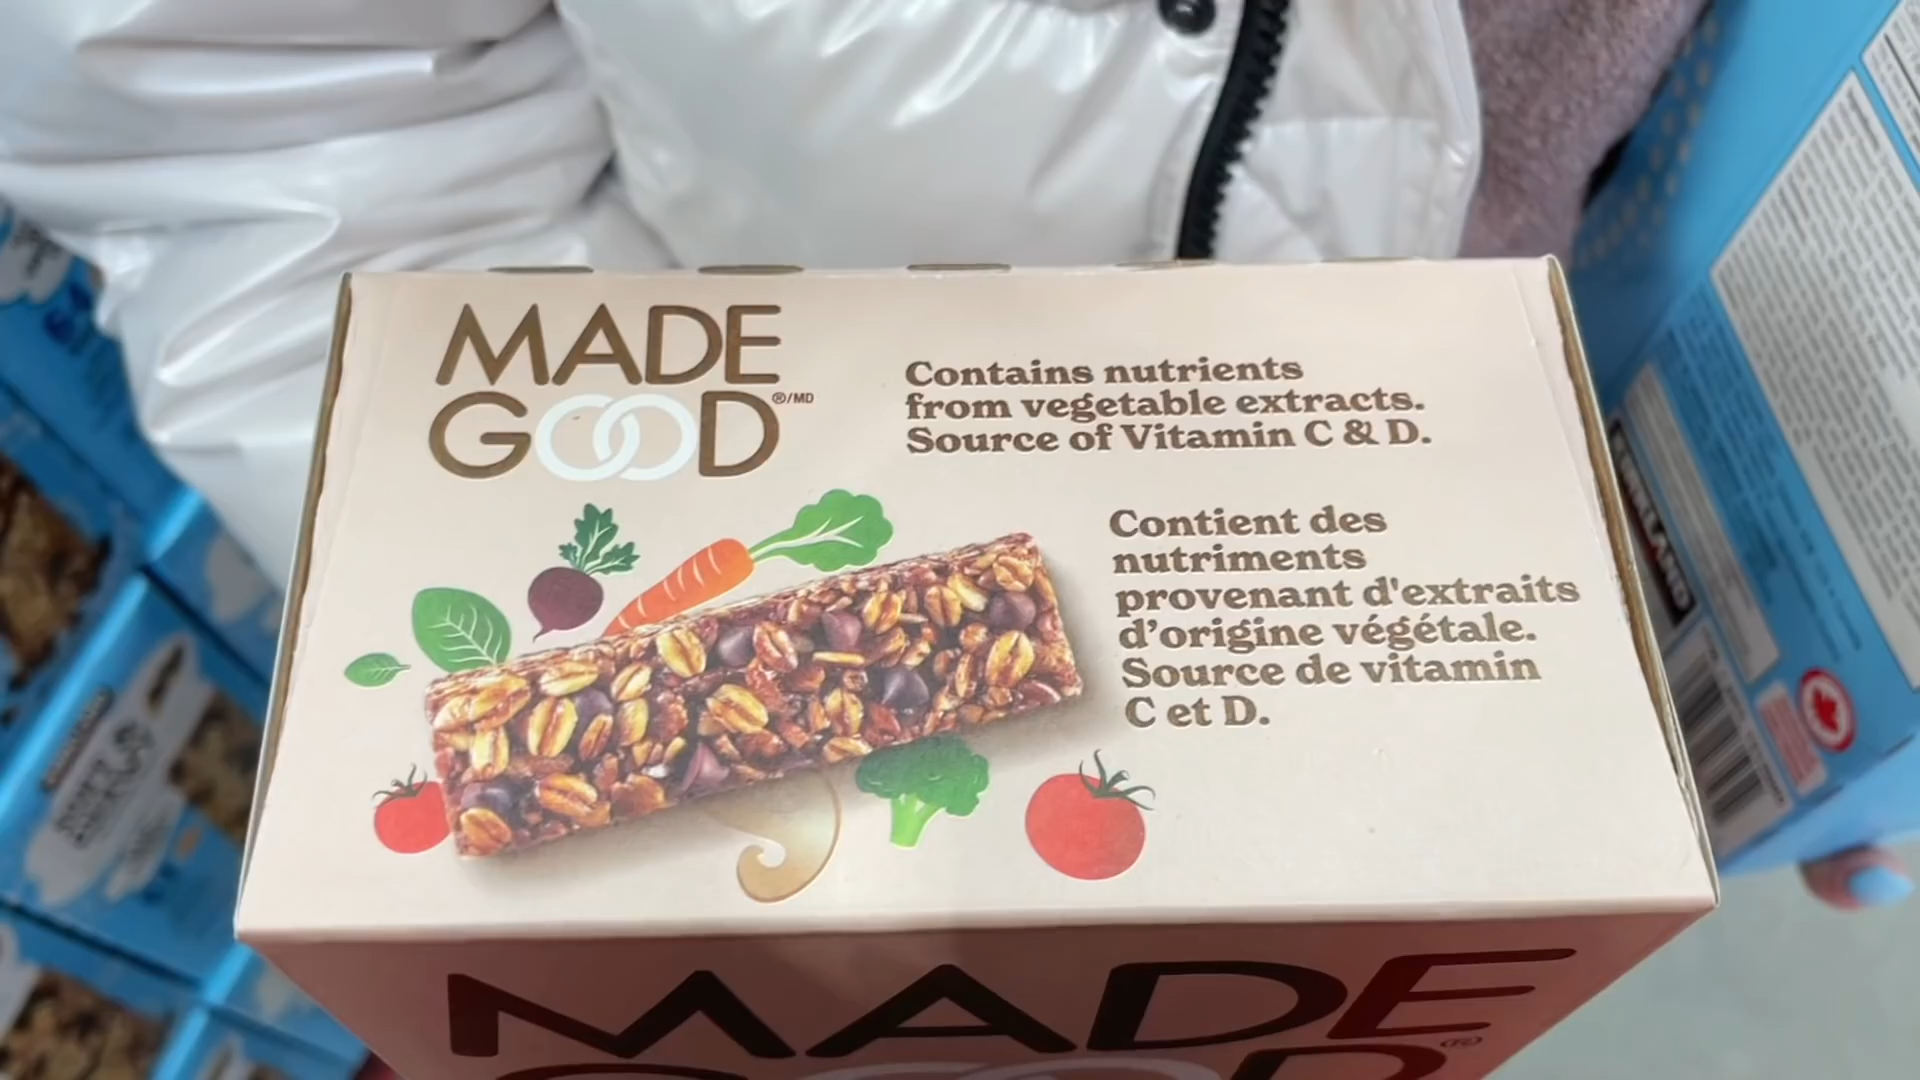 MADE
GOOD®/MD
Contains nutrients
from vegetable extracts.
Source of Vitamin C & D.
Contient des
nutriments
provenant d'extraits
d’origine végétale.
Source de vitamin
C et D.
MADE
GOOD®
KIRKLAND